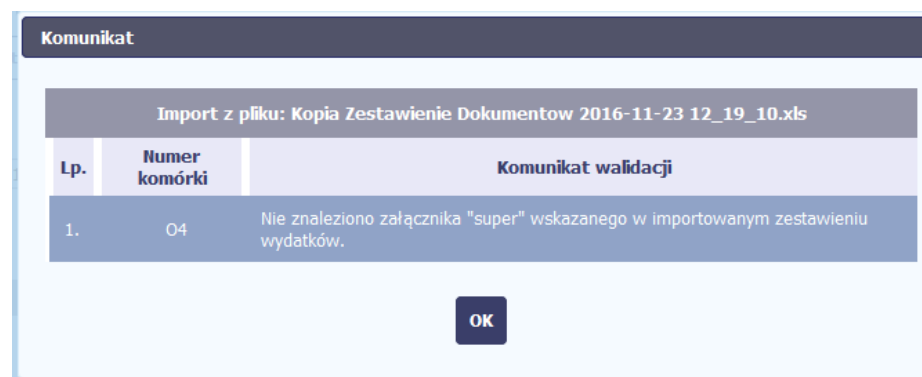 Komunikat
Import z pliku: Kopia Zestawienie Dokumentow 2016-11-23 12_19_10.xls
Lp.
Numer
komórki
Komunikat walidacji
1.
O4
Nie znaleziono załącznika "super" wskazanego w importowanym zestawieniu
wydatków.
OK